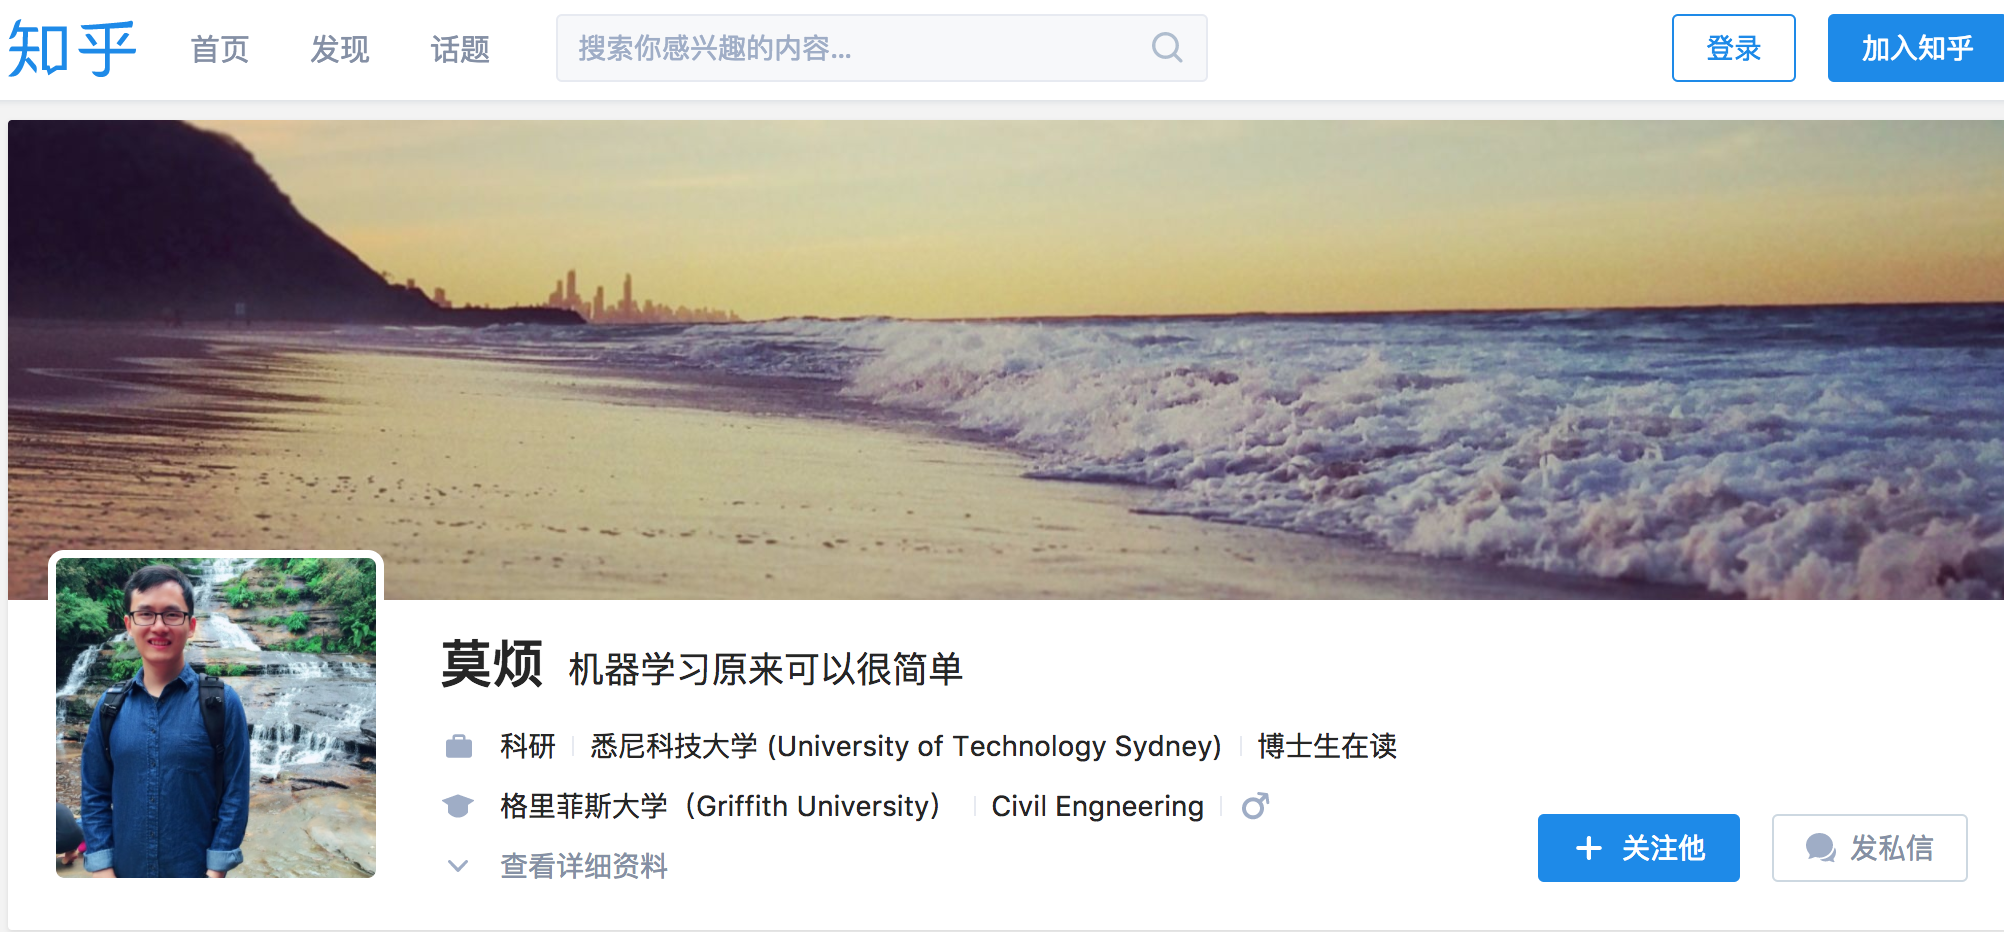 知乎 首页 发现 话题 搜索你感兴趣的内容... 登录 加入知乎
莫烦 机器学习原来可以很简单
科研 悉尼科技大学 (University of Technology Sydney) 博士生在读
格里菲斯大学（Griffith University） Civil Engneering
查看详细资料
关注他 发私信